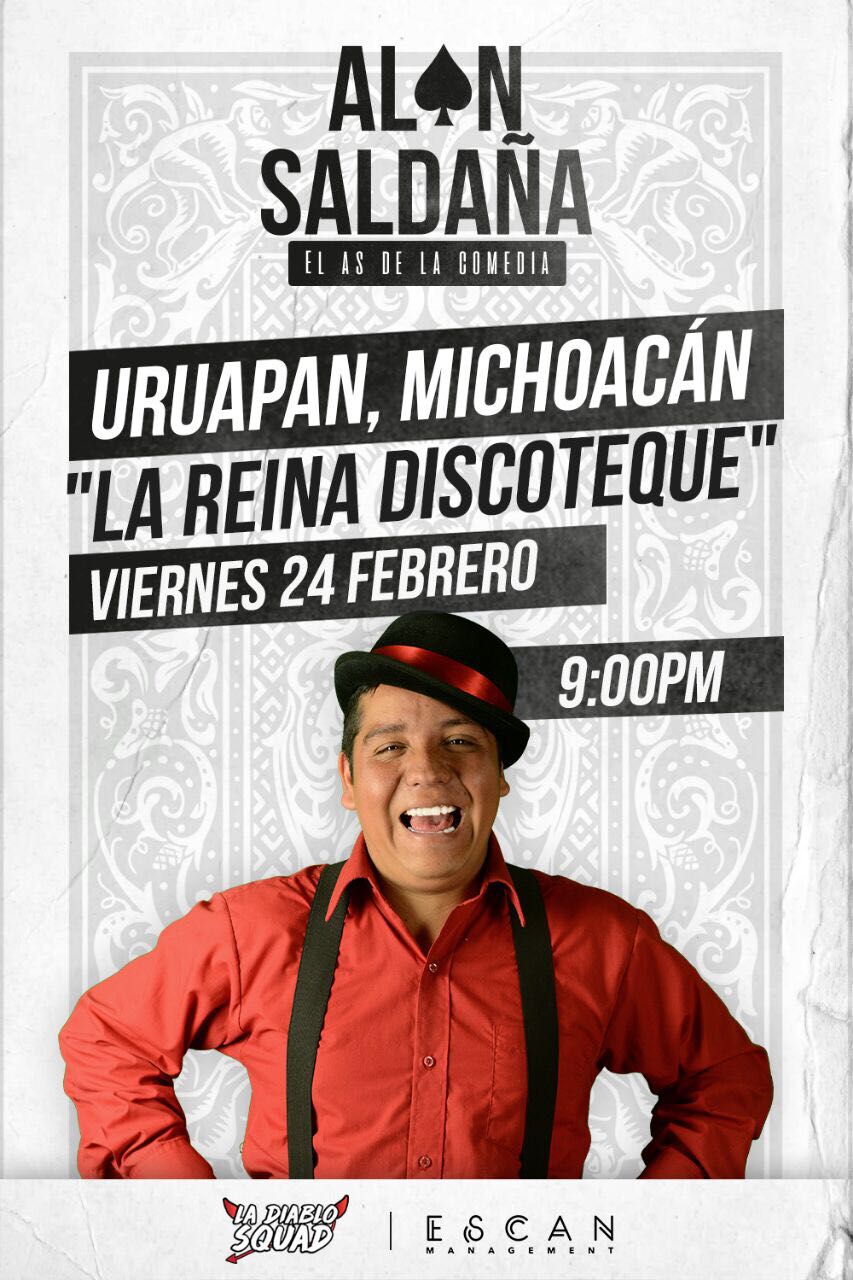 AL♠N
SALDAÑA
EL AS DE LA COMEDIA
URUAPAN, MICHOACÁN
"LA REINA DISCOTEQUE"
VIERNES 24 FEBRERO
9:00PM
LA DIABLO
SQUAD
ESCAN
MANAGEMENT